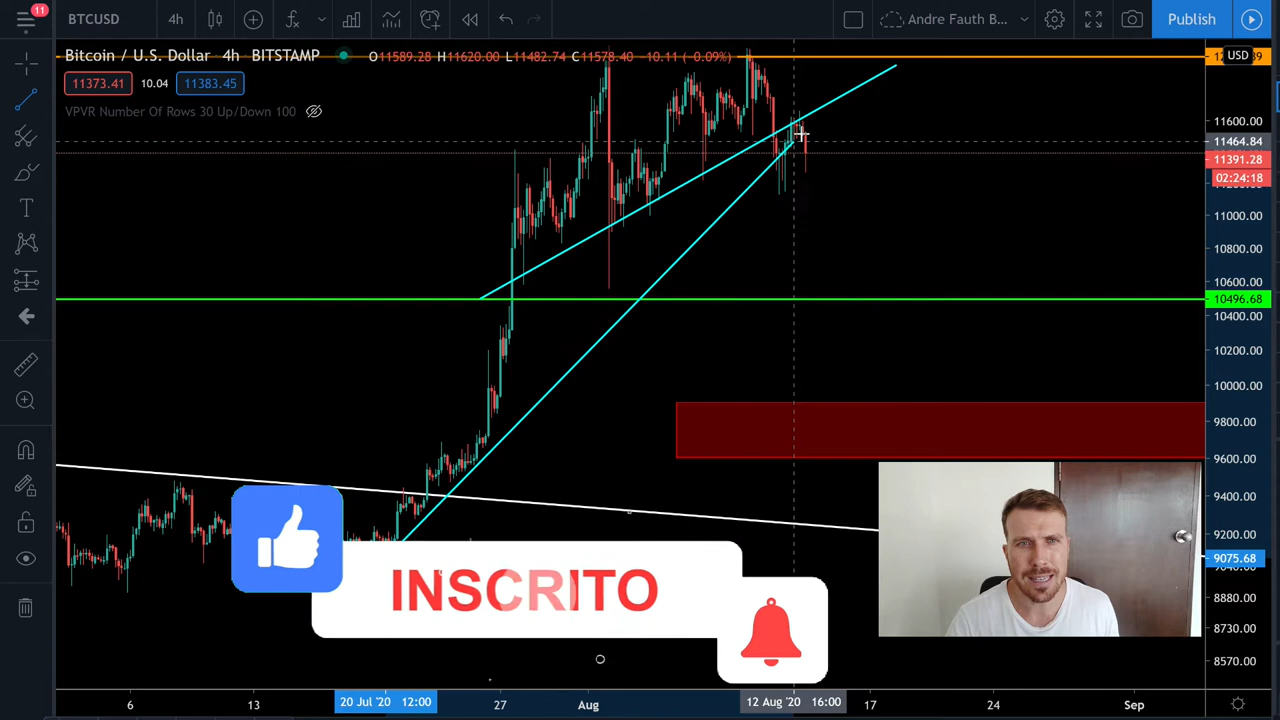 11
BTCUSD
4h
Andre Fauth B...
Publish
Bitcoin / U.S. Dollar 4h BITSTAMP
O11589.28 H11620.00 L11482.74 C11578.40 -10.11 (-0.09%)
USD
11373.41
10.04
11383.45
VPVR Number Of Rows 30 Up/Down 100
11600.00
11464.84
11391.28
02:24:18
11000.00
10800.00
10600.00
10496.68
10400.00
10200.00
10000.00
9800.00
9600.00
9400.00
9200.00
9075.68
8880.00
8730.00
8570.00
INSCRITO
6
13
20 Jul '20 12:00
27
Aug
12 Aug '20 16:00
17
24
Sep